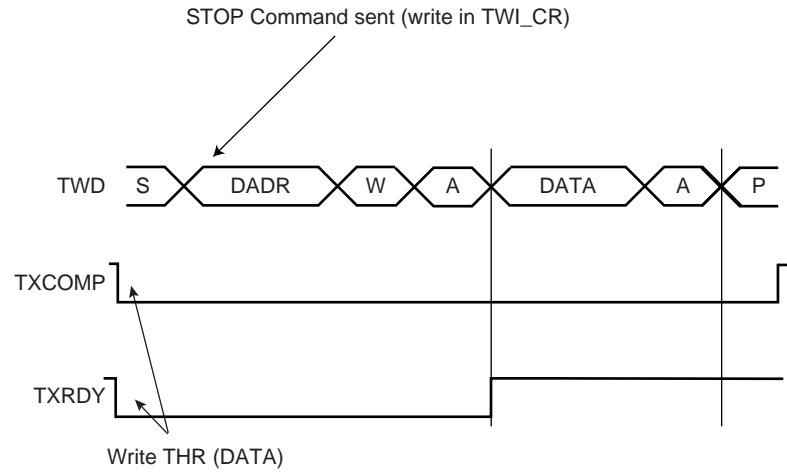 STOP Command sent (write in TWI_CR)
TWD S DADR W A DATA A P
TXCOMP
TXRDY
Write THR (DATA)